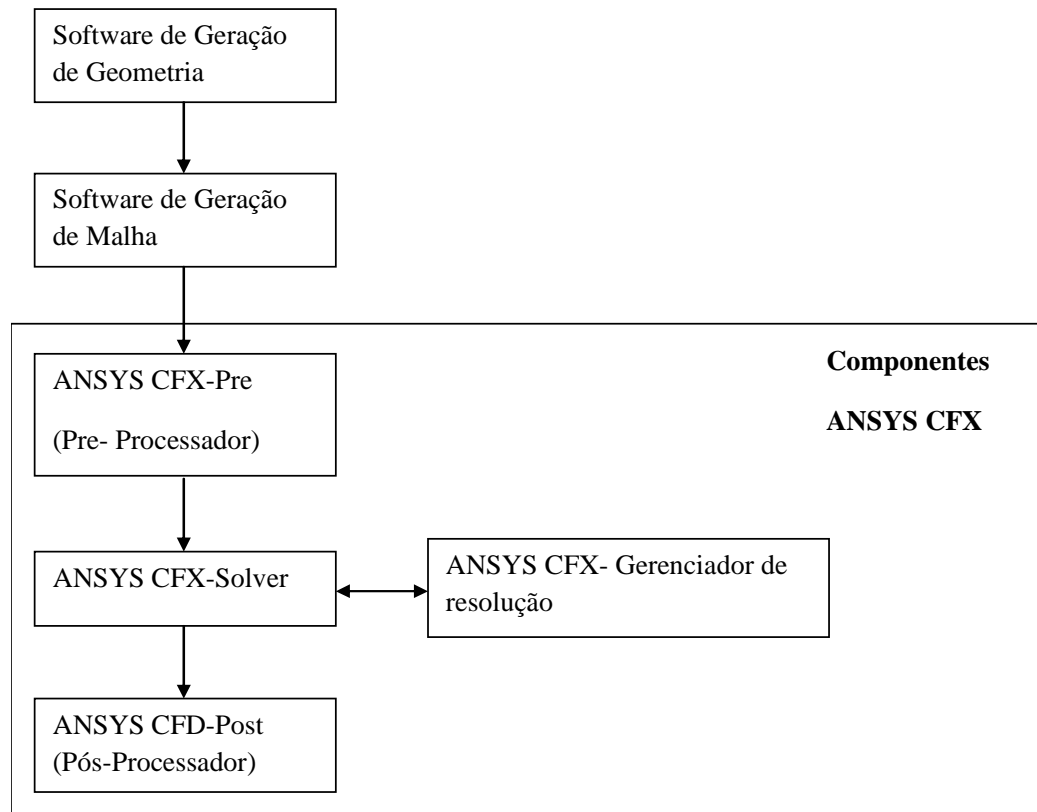 Software de Geração
de Geometria
Software de Geração
de Malha
ANSYS CFX-Pre
(Pre- Processador)
Componentes
ANSYS CFX
ANSYS CFX-Solver
ANSYS CFX- Gerenciador de
resolução
ANSYS CFD-Post
(Pós-Processador)